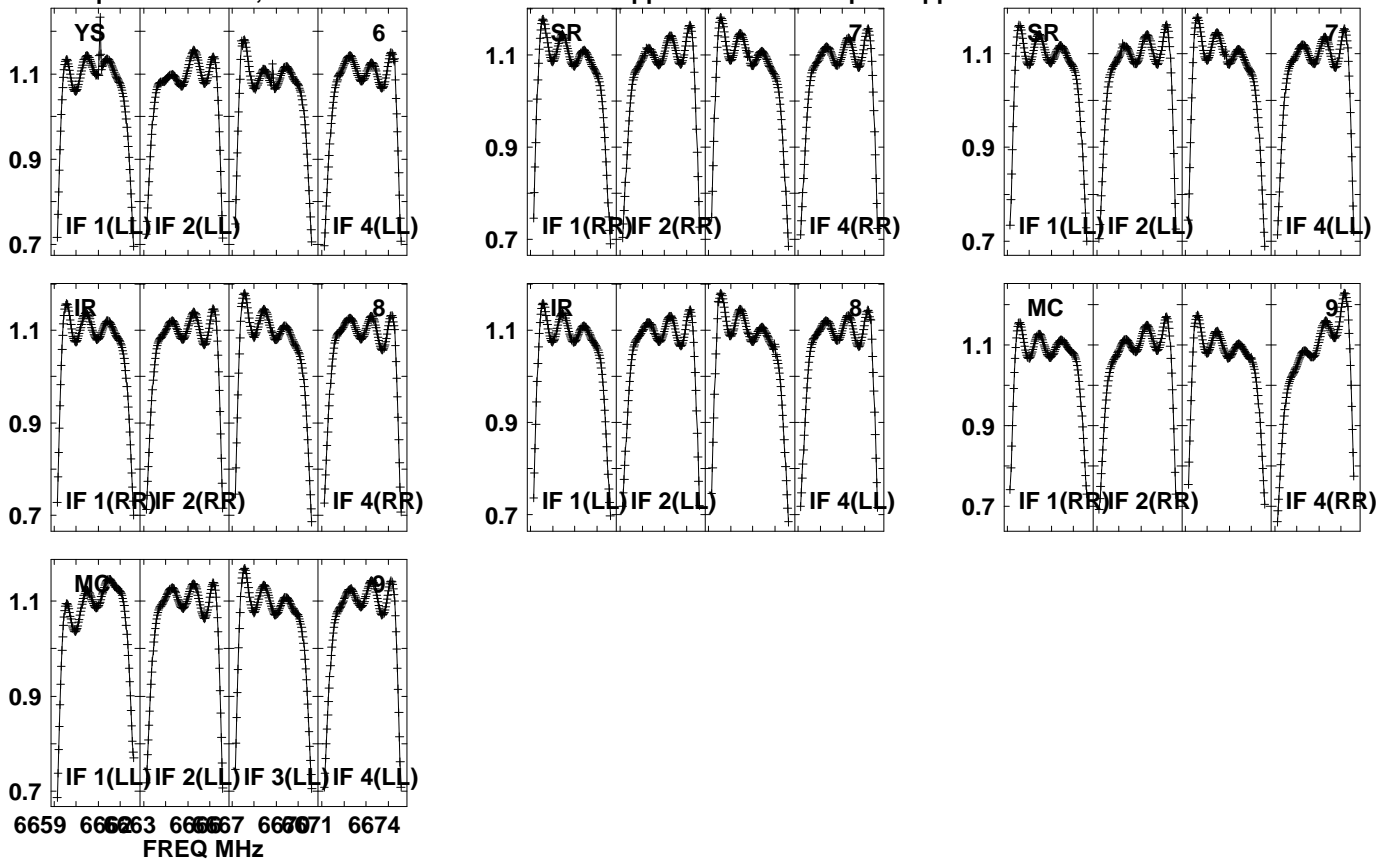 YS 6
1.1
0.9
0.7
IF 1(LL) IF 2(LL) IF 4(LL)
SR 7
1.1
0.9
0.7
IF 1(RR) IF 2(RR) IF 4(RR)
SR 7
1.1
0.9
0.7
IF 1(LL) IF 2(LL) IF 4(LL)
IR 8
1.1
0.9
0.7
IF 1(RR) IF 2(RR) IF 4(RR)
IR 8
1.1
0.9
0.7
IF 1(LL) IF 2(LL) IF 4(LL)
MC 9
1.1
0.9
0.7
IF 1(RR) IF 2(RR) IF 4(RR)
MC 9
1.1
0.9
0.7
IF 1(LL) IF 2(LL) IF 3(LL) IF 4(LL)
6659 6662 6663 6666 6667 6670 6671 6674
FREQ MHz